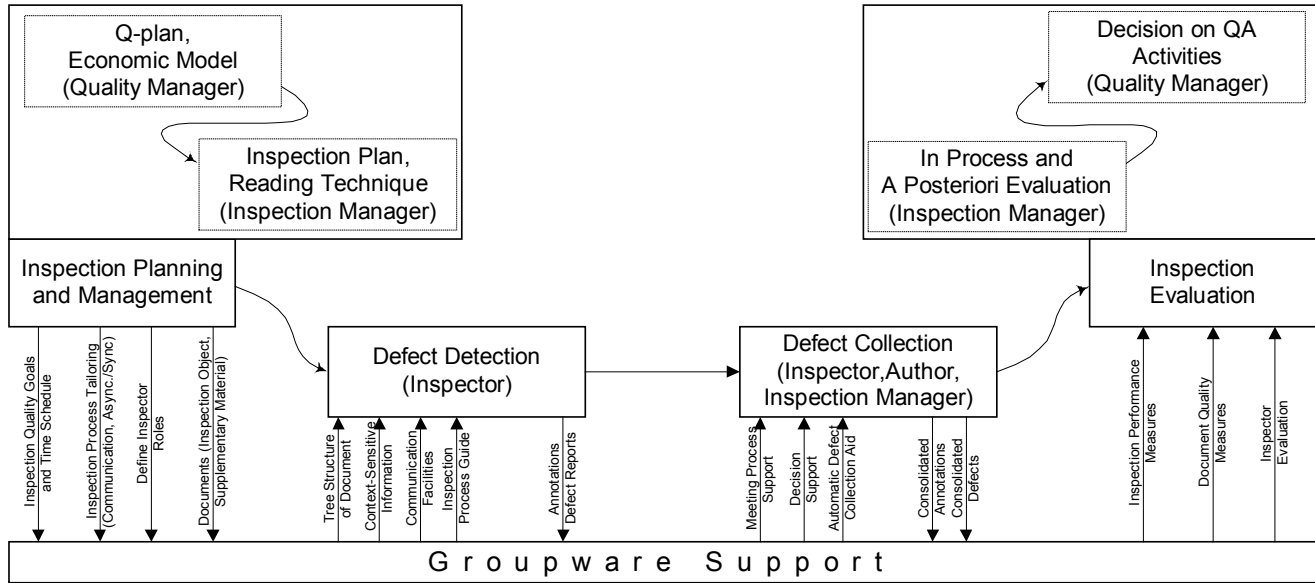 Q-plan,
Economic Model
(Quality Manager)
Inspection Plan,
Reading Technique
(Inspection Manager)
Decision on QA
Activities
(Quality Manager)
In Process and
A Posteriori Evaluation
(Inspection Manager)
Inspection Planning
and Management
Defect Detection
(Inspector)
Defect Collection
(Inspector,Author,
Inspection Manager)
Inspection
Evaluation
Inspection Quality Goals
and Time Schedule
Inspection Process Tailoring
(Communication, Async./Sync)
Define Inspector
Roles
Documents (Inspection Object,
Supplementary Material)
Tree Structure
of Document
Context-Sensitive
Information
Communication
Facilities
Inspection
Process Guide
Annotations
Defect Reports
Meeting Process
Support
Decision
Support
Automatic Defect
Collection Aid
Consolidated
Annotations
Consolidated
Defects
Inspection Performance
Measures
Document Quality
Measures
Inspector
Evaluation
Groupware Support